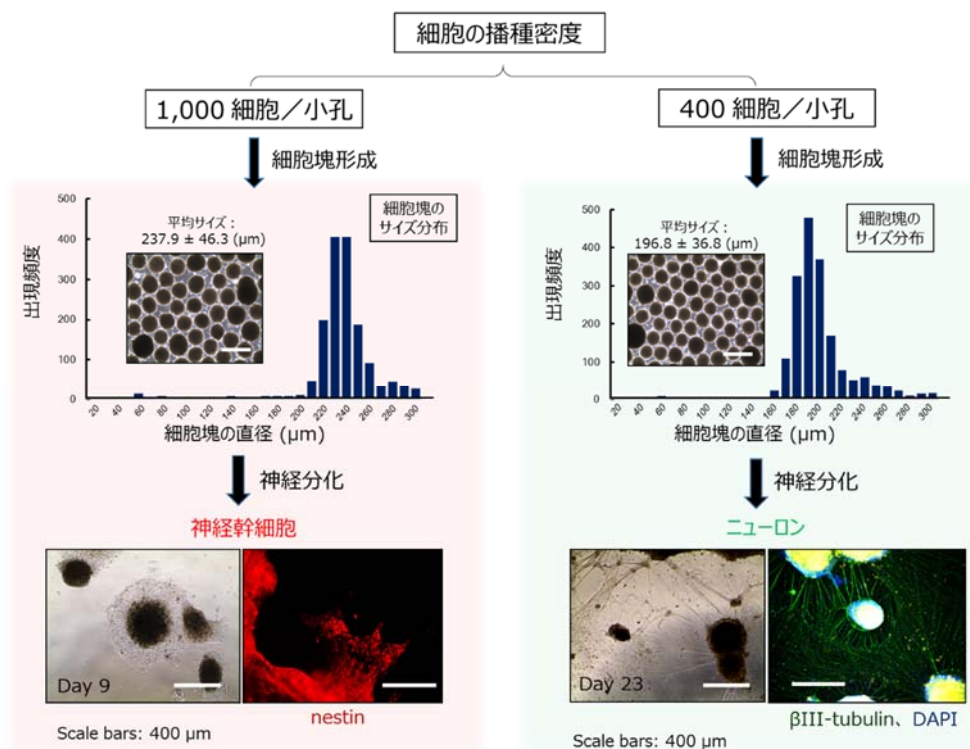 細胞の播種密度
1,000 細胞／小孔
400 細胞／小孔
細胞塊形成
細胞塊形成
500
400
300
200
100
0
出現頻度
平均サイズ：
237.9 ± 46.3 (μm)
細胞塊の
サイズ分布
20
40
60
80
100
120
140
160
180
200
220
240
260
280
300
細胞塊の直径 (μm)
500
400
300
200
100
0
出現頻度
平均サイズ：
196.8 ± 36.8 (μm)
細胞塊の
サイズ分布
20
40
60
80
100
120
140
160
180
200
220
240
260
280
300
細胞塊の直径 (μm)
神経分化
神経分化
神経幹細胞
ニューロン
Day 9
nestin
Scale bars: 400 μm
Day 23
βIII-tubulin、DAPI
Scale bars: 400 μm